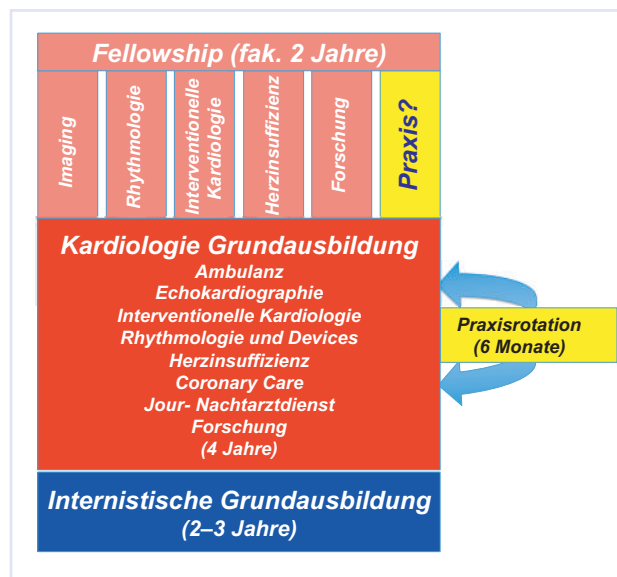 Fellowship (fak. 2 Jahre)
Imaging
Rhythmologie
Interventionelle
Kardiologie
Herzinsuffizienz
Forschung
Praxis?
Kardiologie Grundausbildung
Ambulanz
Echokardiographie
Interventionelle Kardiologie
Rhythmologie und Devices
Herzinsuffizienz
Coronary Care
Jour- Nachtarztdienst
Forschung
(4 Jahre)
Praxisrotation
(6 Monate)
Internistische Grundausbildung
(2–3 Jahre)